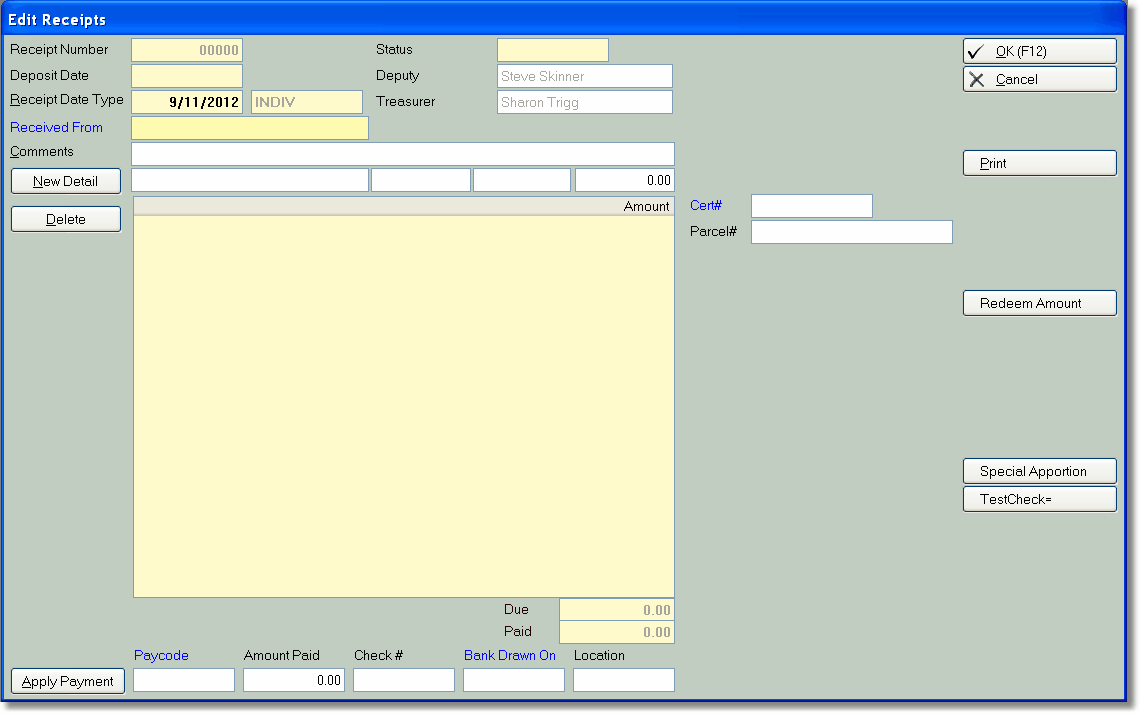 Edit Receipts
Receipt Number 00000 Status OK (F12)
Deposit Date Deputy Steve Skinner Cancel
Receipt Date Type 9/11/2012 INDIV Treasurer Sharon Trigg
Received From
Comments Print
New Detail 0.00
Amount Cert#
Delete
Parcel#
Redeem Amount
Special Apportion
TestCheck=
Due 0.00
Paid 0.00
Paycode Amount Paid Check # Bank Drawn On Location
Apply Payment 0.00